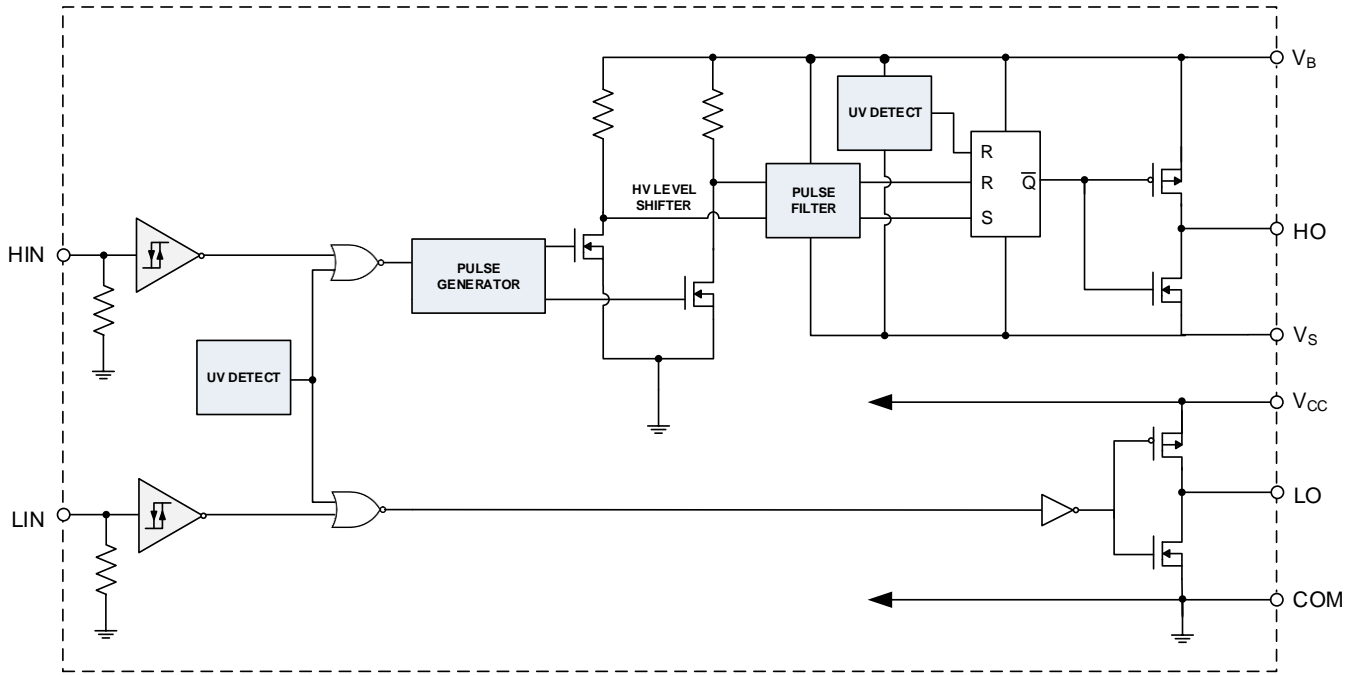 V_B
UV DETECT
R
R
S
Q̅
HV LEVEL
SHIFTER
PULSE
FILTER
HO
HIN
PULSE
GENERATOR
V_S
UV DETECT
V_CC
LO
LIN
COM